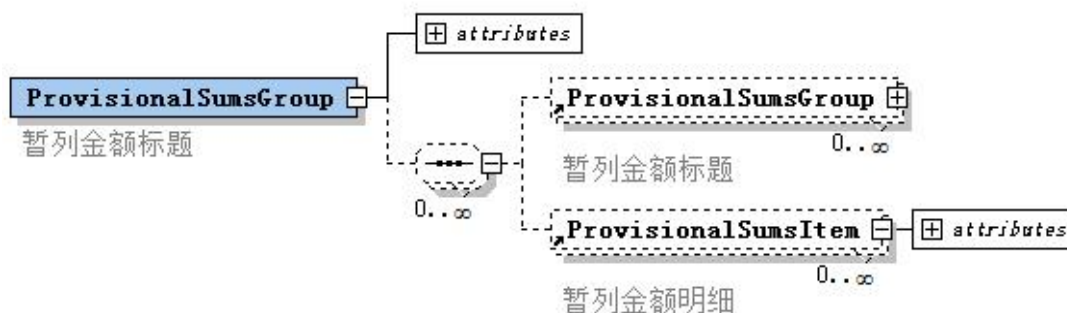 attributes
ProvisionalSumsGroup
暂列金额标题
0..∞
ProvisionalSumsGroup
0..∞
暂列金额标题
ProvisionalSumsItem
attributes
0..∞
暂列金额明细